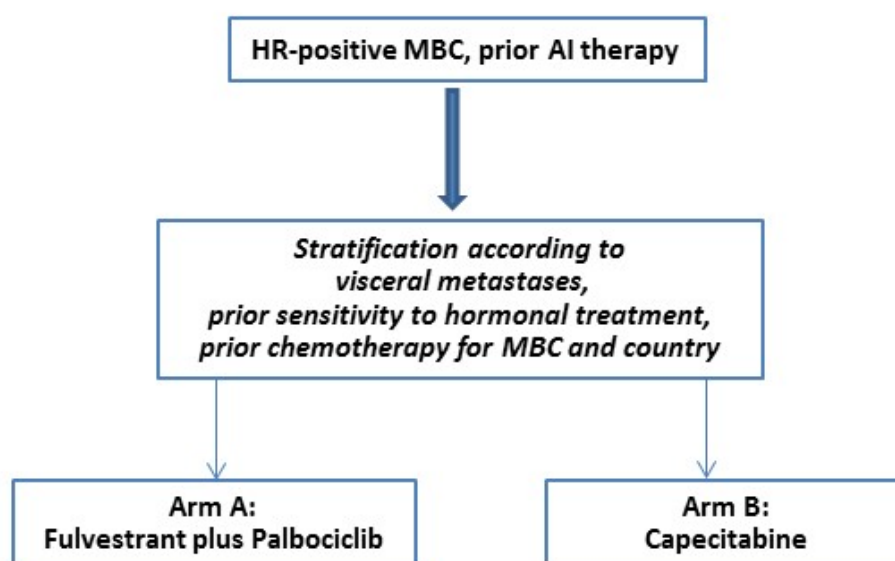 HR-positive MBC, prior AI therapy
Stratification according to
visceral metastases,
prior sensitivity to hormonal treatment,
prior chemotherapy for MBC and country
Arm A:
Fulvestrant plus Palbociclib
Arm B:
Capecitabine